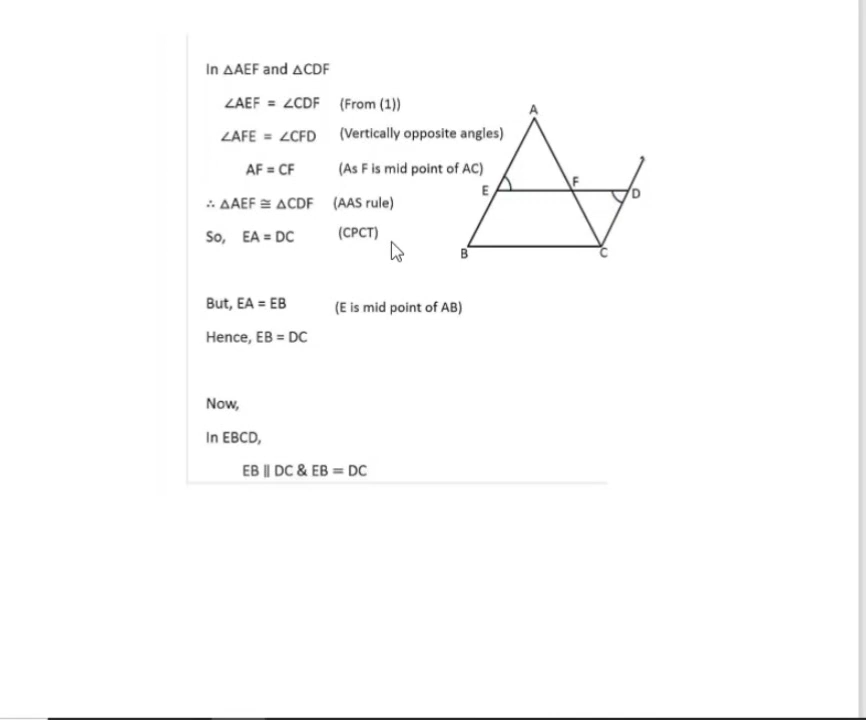 In △AEF and △CDF
∠AEF = ∠CDF (From (1))
∠AFE = ∠CFD (Vertically opposite angles)
AF = CF (As F is mid point of AC)
∴ △AEF ≅ △CDF (AAS rule)
So, EA = DC (CPCT)
But, EA = EB (E is mid point of AB)
Hence, EB = DC
Now,
In EBCD,
EB || DC & EB = DC
A
E
F
D
B
C